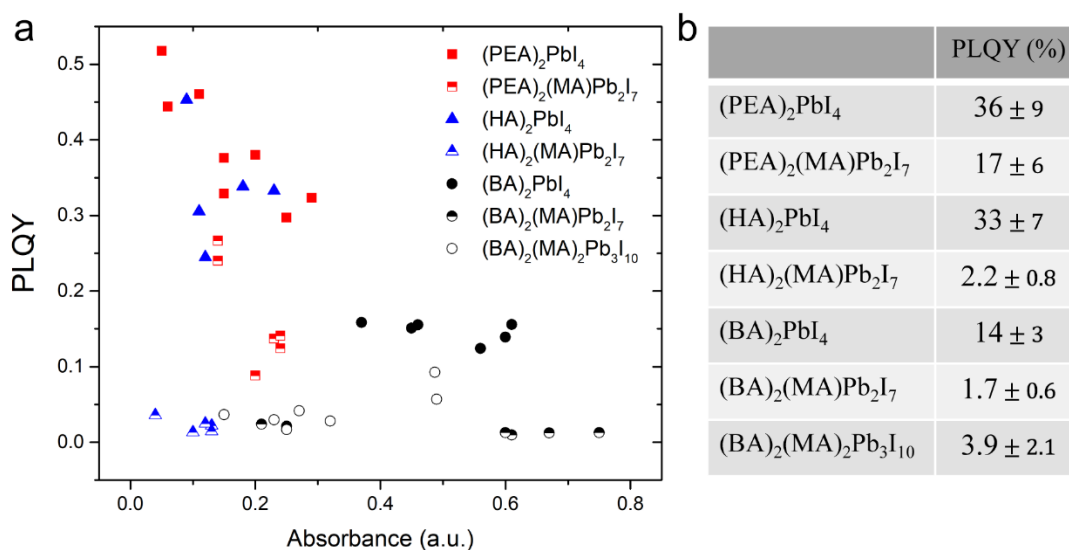 a
PLQY
0.5
0.4
0.3
0.2
0.1
0.0
0.0 0.2 0.4 0.6 0.8
Absorbance (a.u.)
(PEA)₂PbI₄
(PEA)₂(MA)Pb₂I₇
(HA)₂PbI₄
(HA)₂(MA)Pb₂I₇
(BA)₂PbI₄
(BA)₂(MA)Pb₂I₇
(BA)₂(MA)₂Pb₃I₁₀
b
PLQY (%)
(PEA)₂PbI₄ 36 ± 9
(PEA)₂(MA)Pb₂I₇ 17 ± 6
(HA)₂PbI₄ 33 ± 7
(HA)₂(MA)Pb₂I₇ 2.2 ± 0.8
(BA)₂PbI₄ 14 ± 3
(BA)₂(MA)Pb₂I₇ 1.7 ± 0.6
(BA)₂(MA)₂Pb₃I₁₀ 3.9 ± 2.1